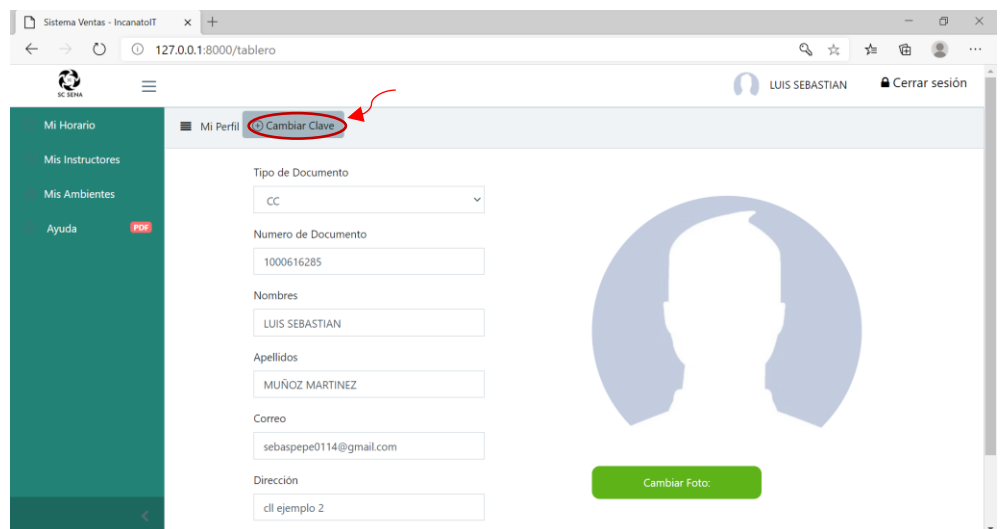 Sistema Ventas - IncanatoIT
127.0.0.1:8000/tablero
SC SENA
LUIS SEBASTIAN
Cerrar sesión
Mi Horario
Mis Instructores
Mis Ambientes
Ayuda PDF
Mi Perfil
Cambiar Clave
Tipo de Documento
CC
Numero de Documento
1000616285
Nombres
LUIS SEBASTIAN
Apellidos
MUÑOZ MARTINEZ
Correo
sebaspepe0114@gmail.com
Dirección
cll ejemplo 2
Cambiar Foto: